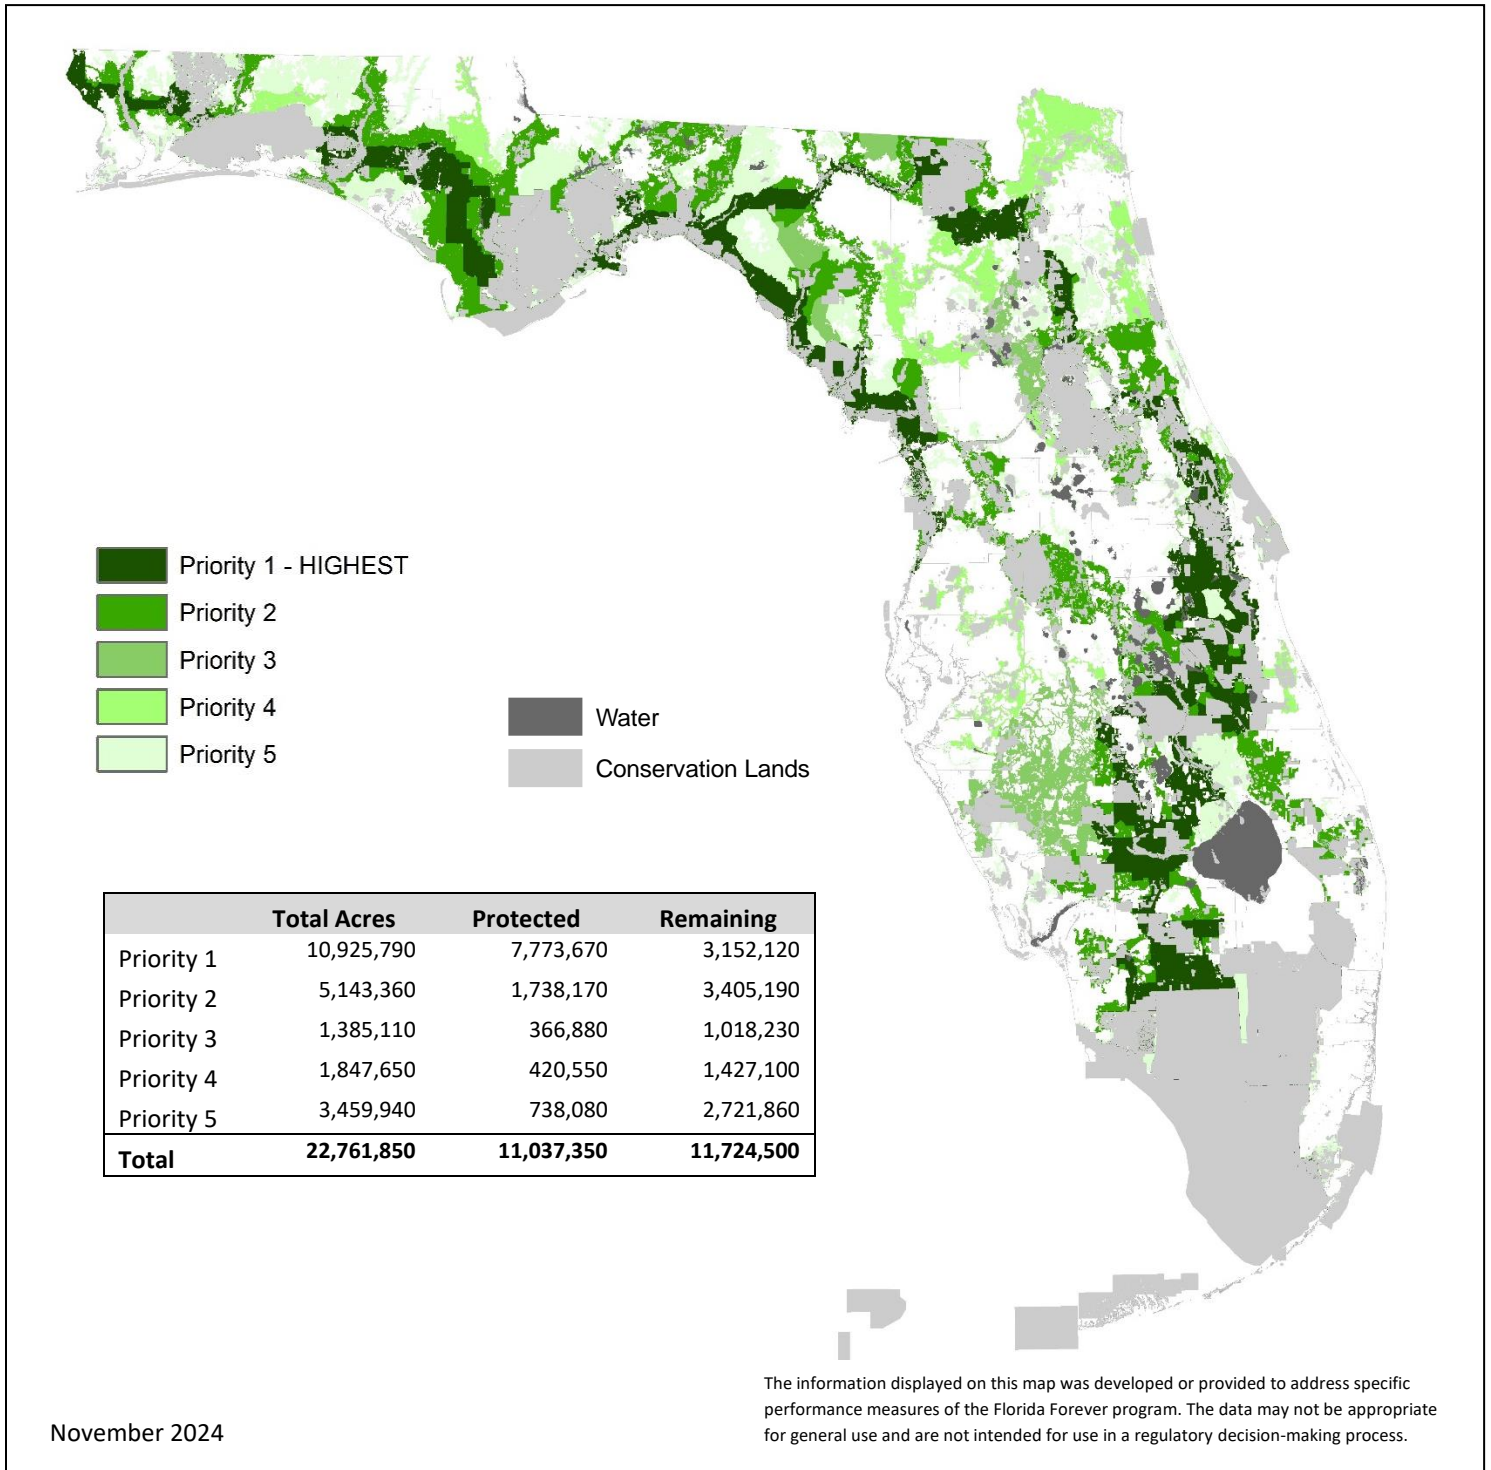 Priority 1 - HIGHEST
Priority 2
Priority 3
Priority 4
Priority 5
Water
Conservation Lands
Total Acres Protected Remaining
Priority 1 10,925,790 7,773,670 3,152,120
Priority 2 5,143,360 1,738,170 3,405,190
Priority 3 1,385,110 366,880 1,018,230
Priority 4 1,847,650 420,550 1,427,100
Priority 5 3,459,940 738,080 2,721,860
Total 22,761,850 11,037,350 11,724,500
The information displayed on this map was developed or provided to address specific
performance measures of the Florida Forever program. The data may not be appropriate
for general use and are not intended for use in a regulatory decision-making process.
November 2024